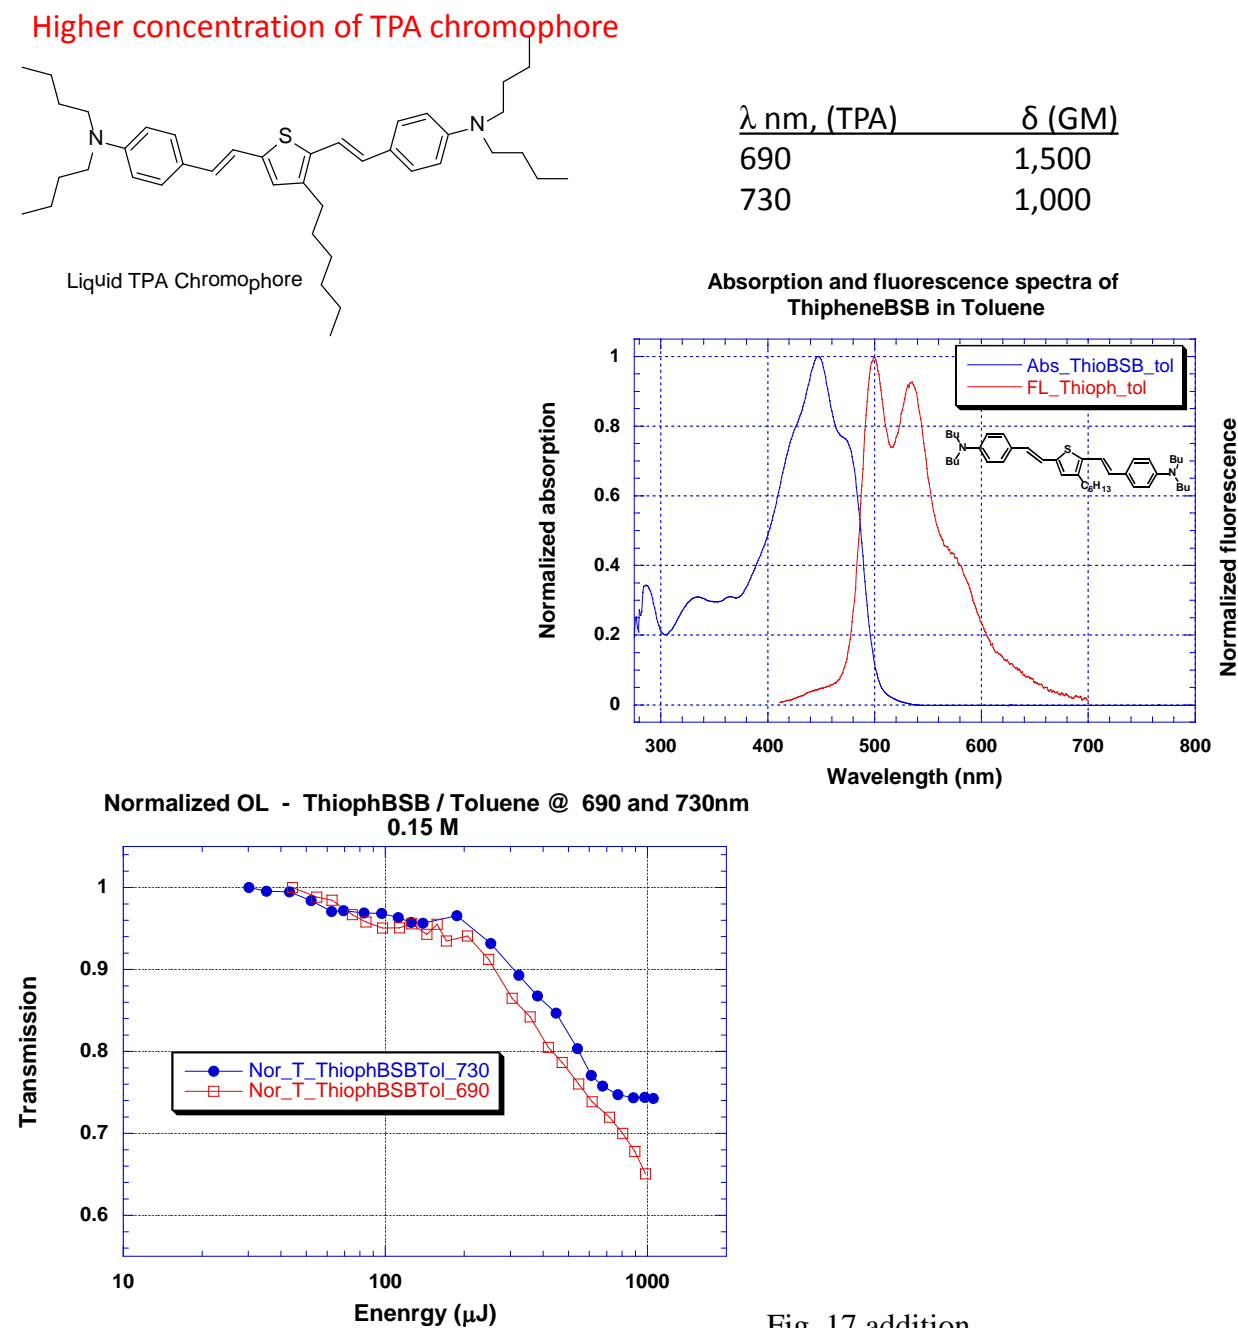 Higher concentration of TPA chromophore
N
S
N
Liquid TPA Chromophore
λ nm, (TPA) δ (GM)
690 1,500
730 1,000
Absorption and fluorescence spectra of
ThipheneBSB in Toluene
Normalized absorption
Normalized fluorescence
1
0.8
0.6
0.4
0.2
0
Abs_ThioBSB_tol
FL_Thioph_tol
Bu
N
Bu
S
C6H13
Bu
N
Bu
300 400 500 600 700 800
Wavelength (nm)
Normalized OL - ThiophBSB / Toluene @ 690 and 730nm
0.15 M
Transmission
1
0.9
0.8
0.7
0.6
Nor_T_ThiophBSBTol_730
Nor_T_ThiophBSBTol_690
10 100 1000
Enenrgy (μJ)
Fig. 17 addition